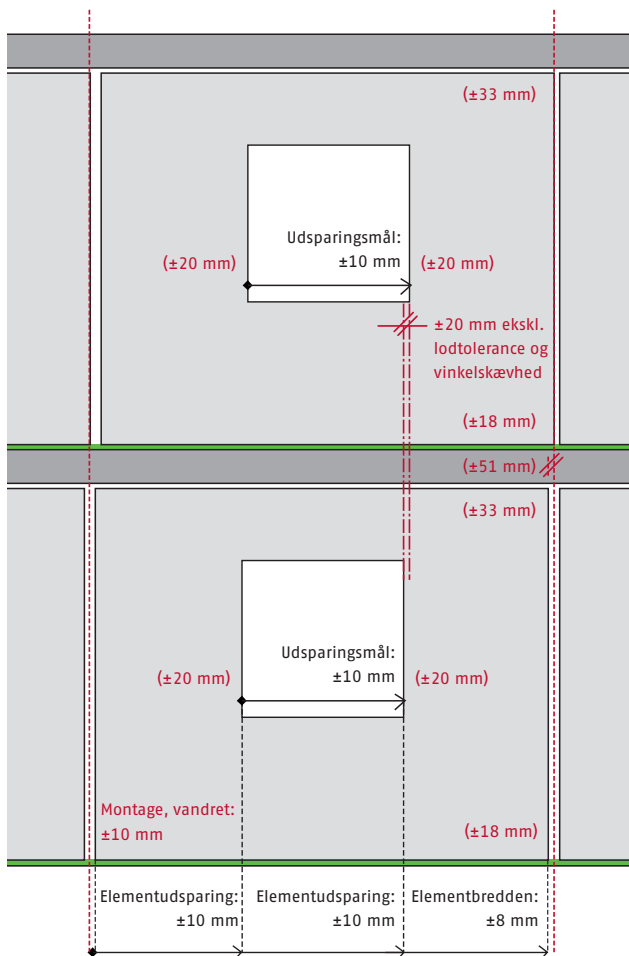 (±33 mm)
Udsparingsmål:
±10 mm
(±20 mm)
(±20 mm)
±20 mm ekskl.
lodtolerance og
vinkelskævhed
(±18 mm)
(±51 mm)
(±33 mm)
Udsparingsmål:
±10 mm
(±20 mm)
(±20 mm)
Montage, vandret:
±10 mm
(±18 mm)
Elementudsparing:
±10 mm
Elementudsparing:
±10 mm
Elementbredden:
±8 mm